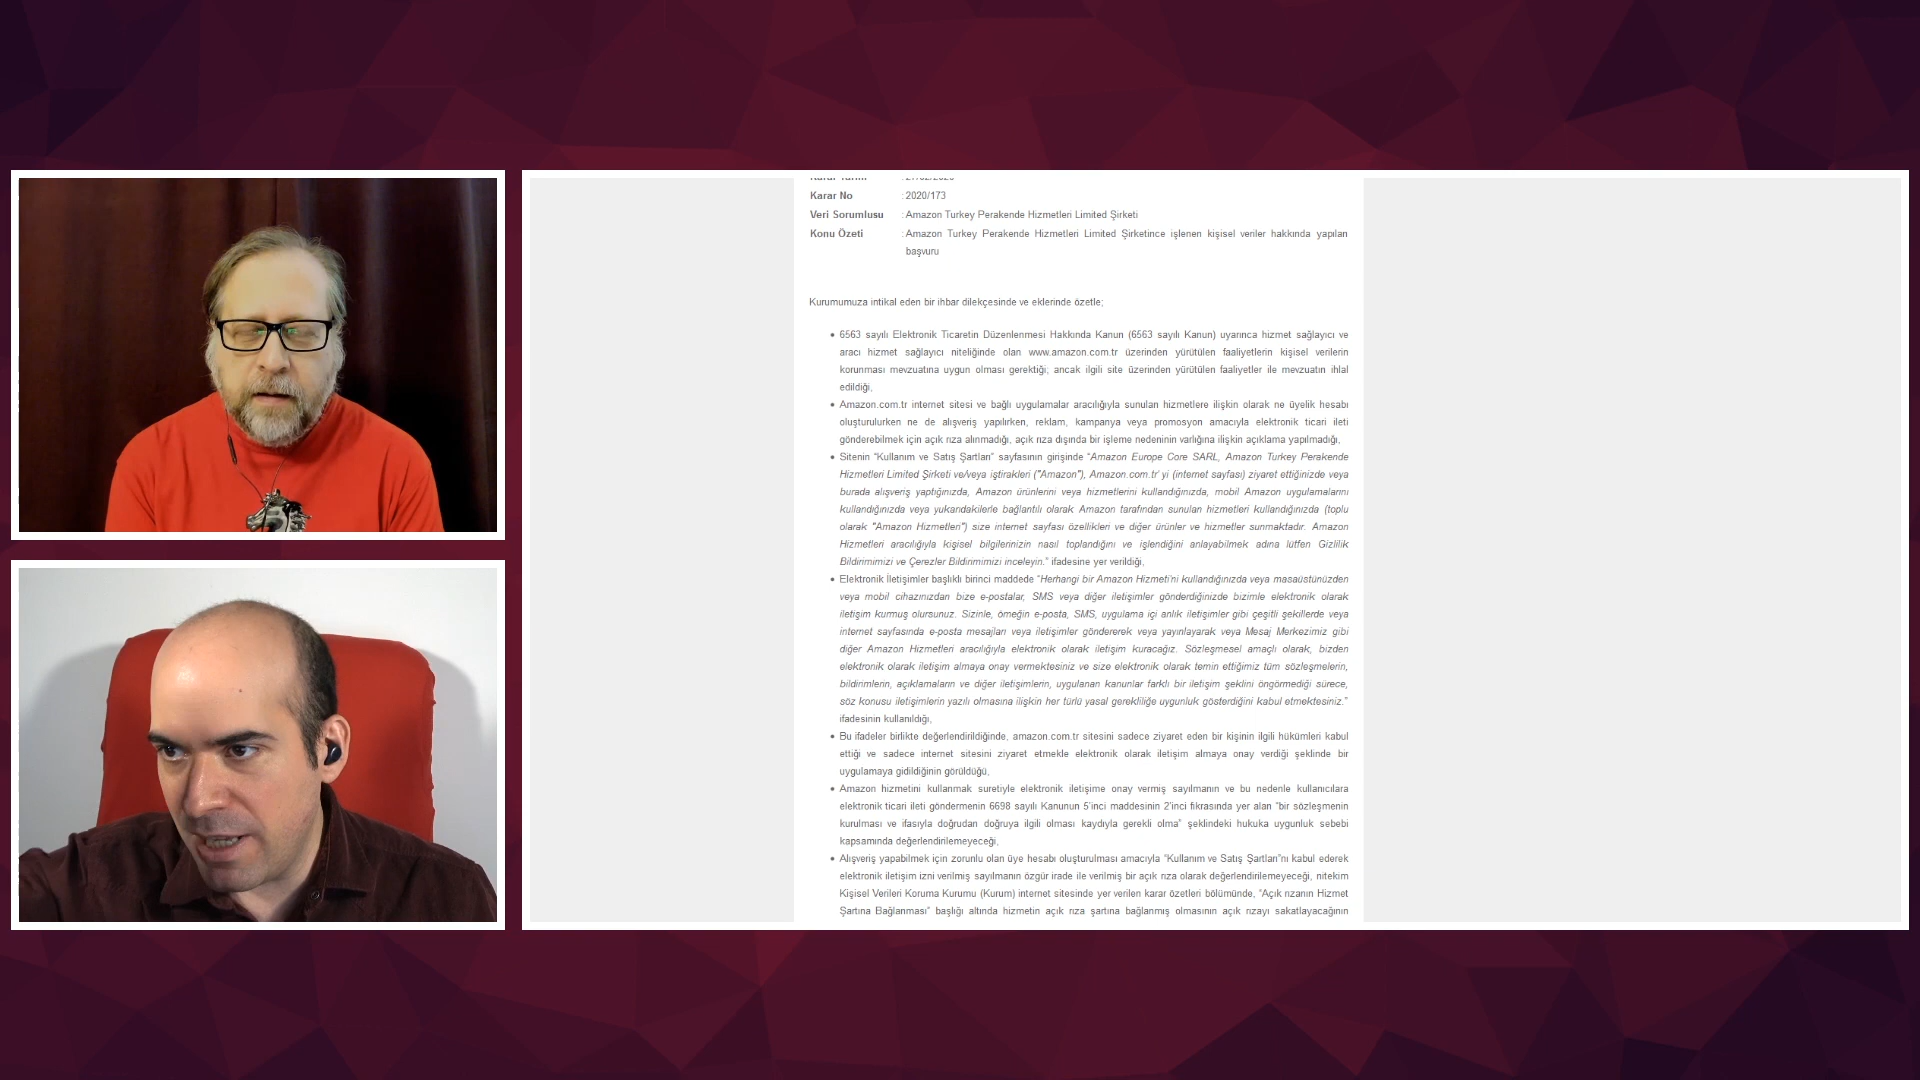 Karar No : 2020/173
Veri Sorumlusu : Amazon Turkey Perakende Hizmetleri Limited Şirketi
Konu Özeti : Amazon Turkey Perakende Hizmetleri Limited Şirketince işlenen kişisel veriler hakkında yapılan
başvuru
Kurumumuza intikal eden bir ihbar dilekçesinde ve eklerinde özetle;
• 6563 sayılı Elektronik Ticaretin Düzenlenmesi Hakkında Kanun (6563 sayılı Kanun) uyarınca hizmet sağlayıcı ve
aracı hizmet sağlayıcı niteliğinde olan www.amazon.com.tr üzerinden yürütülen faaliyetlerin kişisel verilerin
korunması mevzuatına uygun olması gerektiği; ancak ilgili site üzerinden yürütülen faaliyetler ile mevzuatın ihlal
edildiği,
• Amazon.com.tr internet sitesi ve bağlı uygulamalar aracılığıyla sunulan hizmetlere ilişkin olarak ne üyelik hesabı
oluşturulurken ne de alışveriş yapılırken, reklam, kampanya veya promosyon amacıyla elektronik ticari ileti
gönderebilmek için açık rıza alınmadığı, açık rıza dışında bir işleme nedeninin varlığına ilişkin açıklama yapılmadığı,
• Sitenin “Kullanım ve Satış Şartları” sayfasının girişinde “Amazon Europe Core SARL, Amazon Turkey Perakende
Hizmetleri Limited Şirketi ve/veya iştirakleri ("Amazon"), Amazon.com.tr' yi (internet sayfası) ziyaret ettiğinizde veya
burada alışveriş yaptığınızda, Amazon ürünlerini veya hizmetlerini kullandığınızda, mobil Amazon uygulamalarını
kullandığınızda veya yukarıdakilerle bağlantılı olarak Amazon tarafından sunulan hizmetleri kullandığınızda (toplu
olarak "Amazon Hizmetleri") size internet sayfası özellikleri ve diğer ürünler ve hizmetler sunmaktadır. Amazon
Hizmetleri aracılığıyla kişisel bilgilerinizin nasıl toplandığını ve işlendiğini anlayabilmek adına lütfen Gizlilik
Bildirimimizi ve Çerezler Bildirimimizi inceleyin.” ifadesine yer verildiği,
• Elektronik İletişimler başlıklı birinci maddede “Herhangi bir Amazon Hizmeti'ni kullandığınızda veya masaüstünüzden
veya mobil cihazınızdan bize e-postalar, SMS veya diğer iletişimler gönderdiğinizde bizimle elektronik olarak
iletişim kurmuş olursunuz. Sizinle, örneğin e-posta, SMS, uygulama içi anlık iletişimler gibi çeşitli şekillerde veya
internet sayfasında e-posta mesajları veya iletişimler göndererek veya yayınlayarak veya Mesaj Merkezimiz gibi
diğer Amazon Hizmetleri aracılığıyla elektronik olarak iletişim kuracağız. Sözleşmesel amaçlı olarak, bizden
elektronik olarak iletişim almaya onay vermektesiniz ve size elektronik olarak temin ettiğimiz tüm sözleşmelerin,
bildirimlerin, açıklamaların ve diğer iletişimlerin, uygulanan kanunlar farklı bir iletişim şeklini öngörmediği sürece,
söz konusu iletişimlerin yazılı olmasına ilişkin her türlü yasal gerekliliğe uygunluk gösterdiğini kabul etmektesiniz.”
ifadesinin kullanıldığı,
• Bu ifadeler birlikte değerlendirildiğinde, amazon.com.tr sitesini sadece ziyaret eden bir kişinin ilgili hükümleri kabul
ettiği ve sadece internet sitesini ziyaret etmekle elektronik olarak iletişim almaya onay verdiği şeklinde bir
uygulamaya gidildiğinin görüldüğü,
• Amazon hizmetini kullanmak suretiyle elektronik iletişime onay vermiş sayılmanın ve bu nedenle kullanıcılara
elektronik ticari ileti göndermenin 6698 sayılı Kanunun 5’inci maddesinin 2’inci fıkrasında yer alan “bir sözleşmenin
kurulması ve ifasıyla doğrudan doğruya ilgili olması kaydıyla gerekli olma” şeklindeki hukuka uygunluk sebebi
kapsamında değerlendirilemeyeceği,
• Alışveriş yapabilmek için zorunlu olan üye hesabı oluşturulması amacıyla “Kullanım ve Satış Şartları”nı kabul ederek
elektronik iletişim izni verilmiş sayılmanın özgür irade ile verilmiş bir açık rıza olarak değerlendirilemeyeceği, nitekim
Kişisel Verileri Koruma Kurumu (Kurum) internet sitesinde yer verilen karar özetleri bölümünde, “Açık rızanın Hizmet
Şartına Bağlanması” başlığı altında hizmetin açık rıza şartına bağlanmış olmasının açık rızayı sakatlayacağının